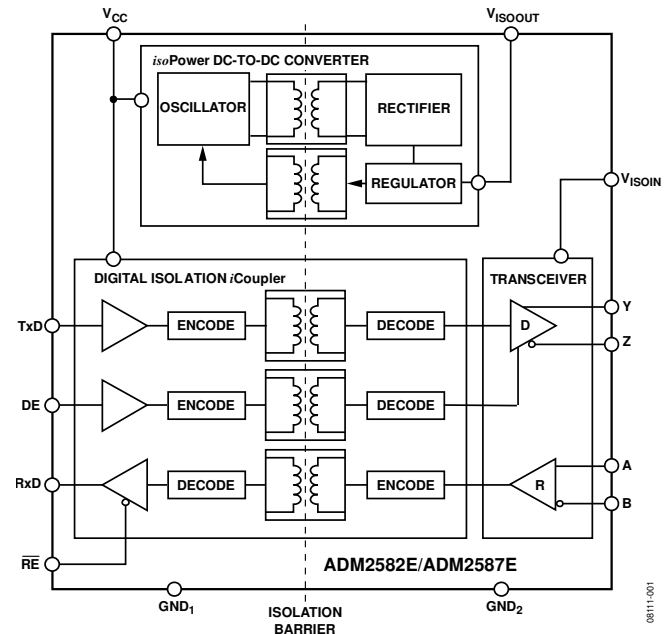 VCC
VISOOUT
isoPower DC-TO-DC CONVERTER
OSCILLATOR
RECTIFIER
REGULATOR
VISOIN
DIGITAL ISOLATION iCoupler
TRANSCEIVER
TxD
ENCODE
DECODE
D
Y
Z
DE
ENCODE
DECODE
RxD
DECODE
ENCODE
R
A
B
RE
ADM2582E/ADM2587E
GND1
ISOLATION
BARRIER
GND2
08111-001